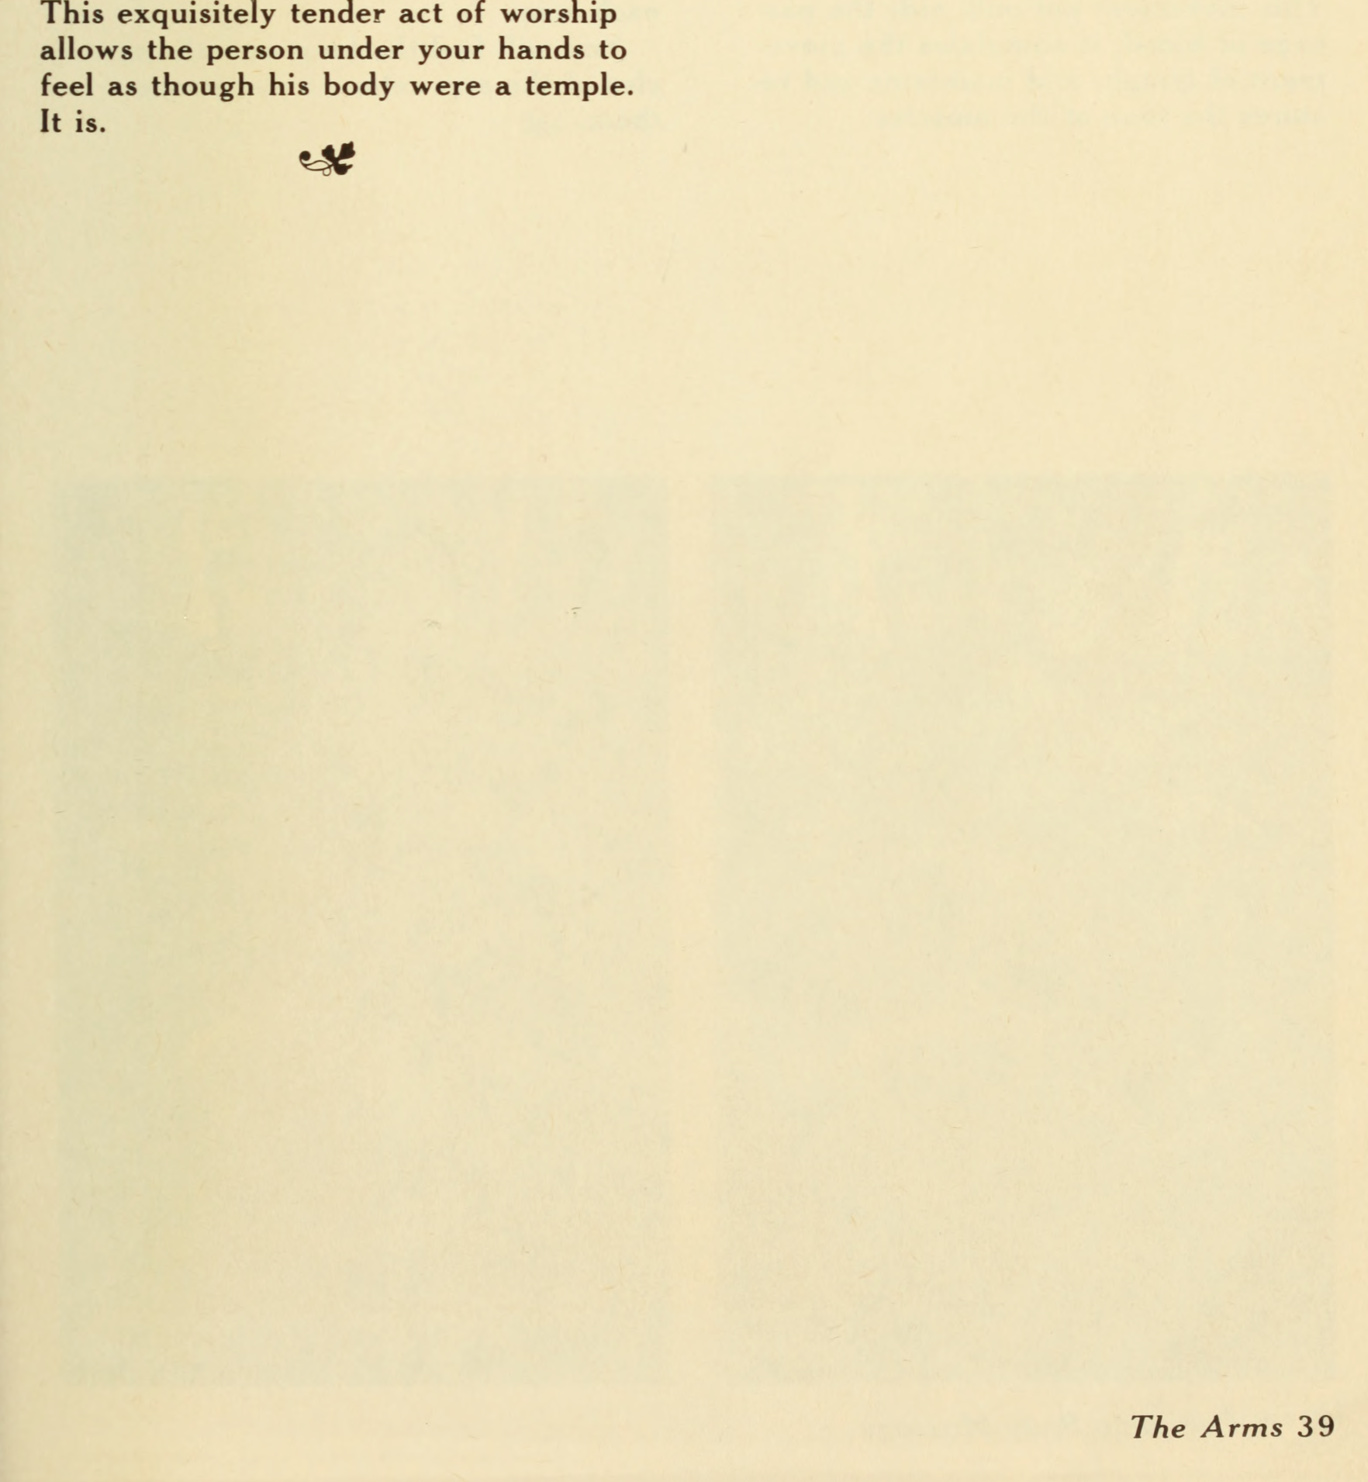 This exquisitely tender act of worship
allows the person under your hands to
feel as though his body were a temple.
It is.
The Arms 39